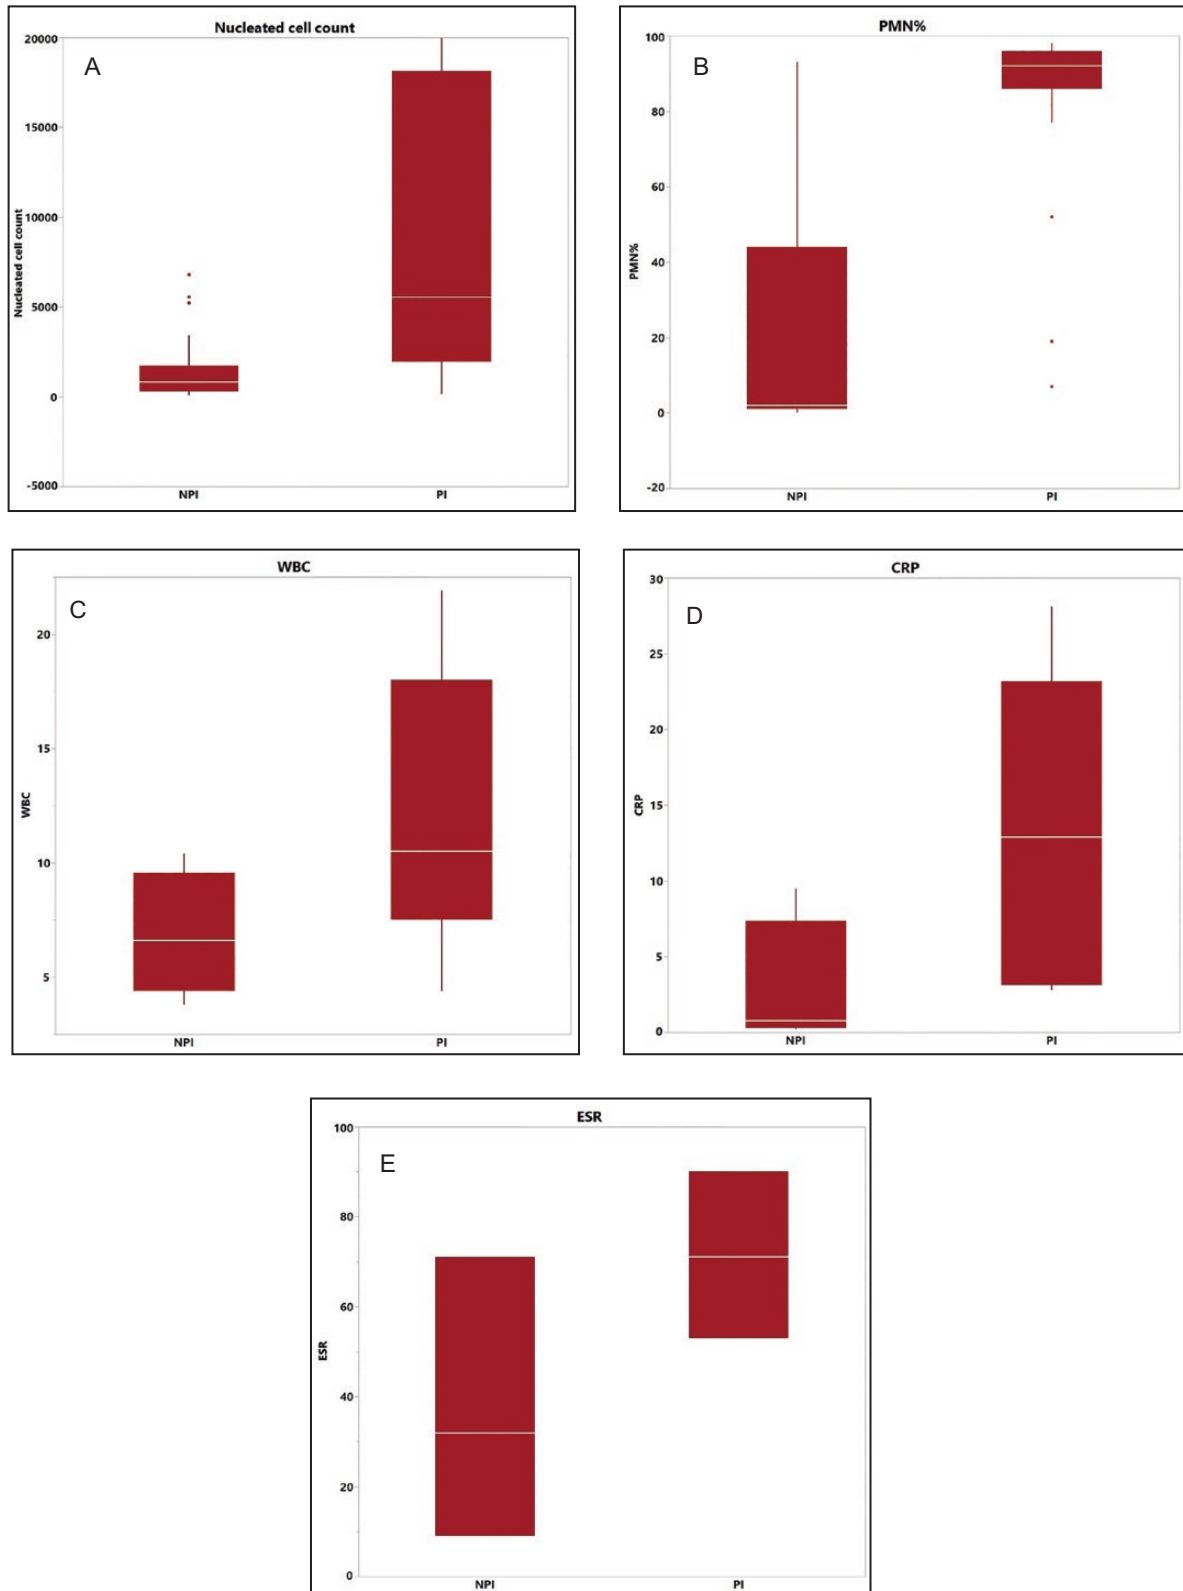 Nucleated cell count
A
20000
15000
10000
5000
0
-5000
Nucleated cell count
NPI PI
PMN%
B
100
80
60
40
20
0
-20
PMN%
NPI PI
WBC
C
20
15
10
5
WBC
NPI PI
CRP
D
30
25
20
15
10
5
0
CRP
NPI PI
ESR
E
100
80
60
40
20
0
ESR
NPI PI